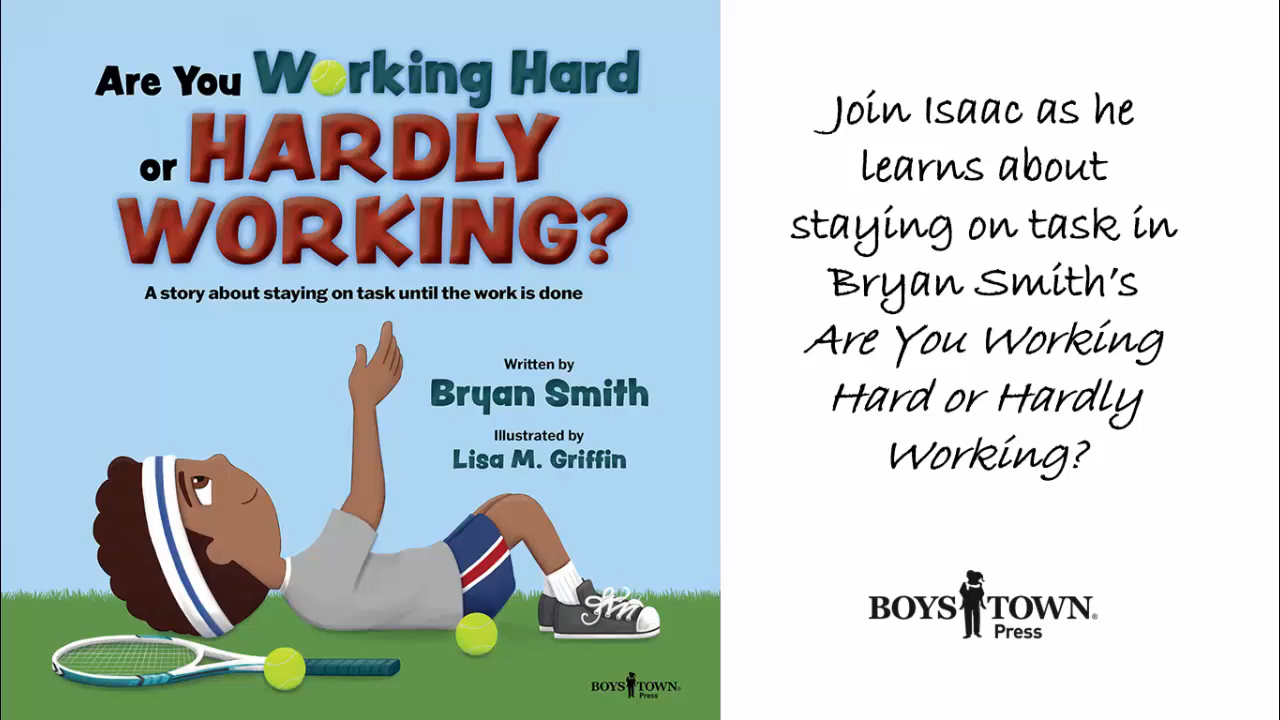 Are You Working Hard
or HARDLY
WORKING?
A story about staying on task until the work is done
Written by
Bryan Smith
Illustrated by
Lisa M. Griffin
BOYS TOWN®
Press
Join Isaac as he
learns about
staying on task in
Bryan Smith's
Are You Working
Hard or Hardly
Working?
BOYS TOWN®
Press